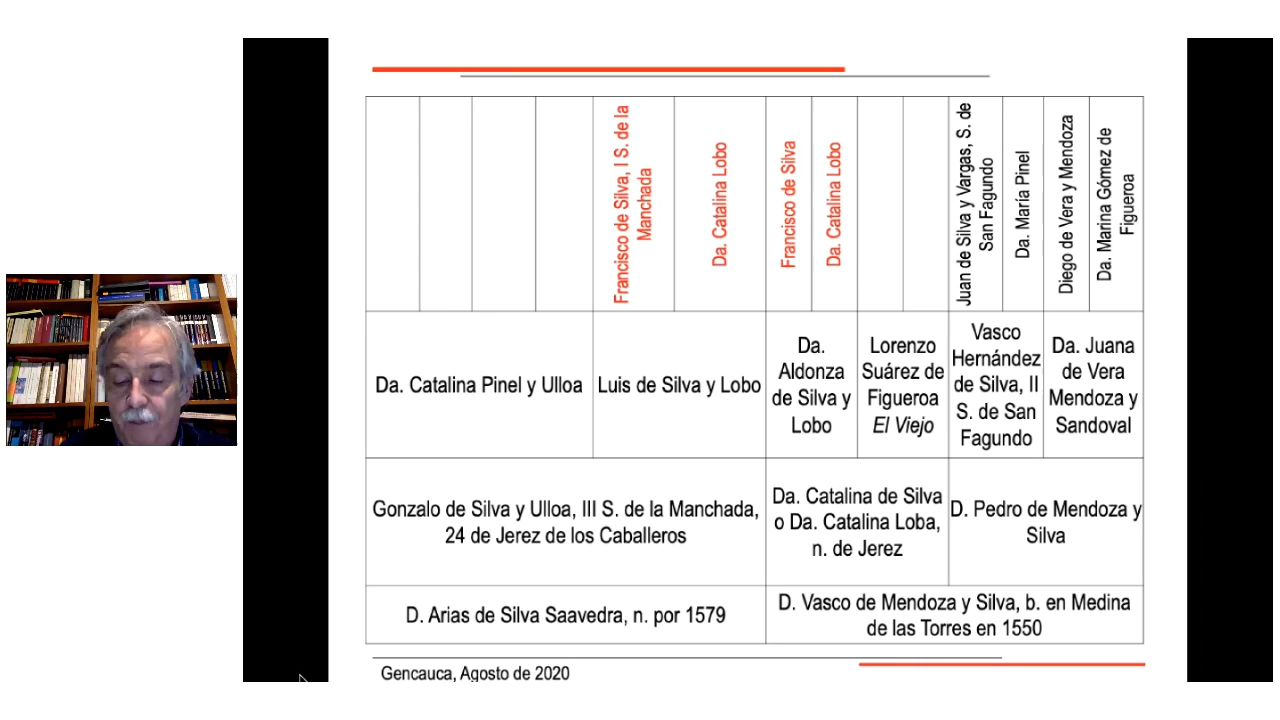 Francisco de Silva, I S. de la
Manchada
Da. Catalina Lobo
Francisco de Silva
Da. Catalina Lobo
Juan de Silva y Vargas, S. de
San Fagundo
Da. María Pinel
Diego de Vera y Mendoza
Da. Marina Gómez de
Figueroa
Da. Catalina Pinel y Ulloa
Luis de Silva y Lobo
Da.
Aldonza
de Silva y
Lobo
Lorenzo
Suárez de
Figueroa
El Viejo
Vasco
Hernández
de Silva, II
S. de San
Fagundo
Da. Juana
de Vera
Mendoza y
Sandoval
Gonzalo de Silva y Ulloa, III S. de la Manchada,
24 de Jerez de los Caballeros
Da. Catalina de Silva
o Da. Catalina Loba,
n. de Jerez
D. Pedro de Mendoza y
Silva
D. Arias de Silva Saavedra, n. por 1579
D. Vasco de Mendoza y Silva, b. en Medina
de las Torres en 1550
Gencauca, Agosto de 2020